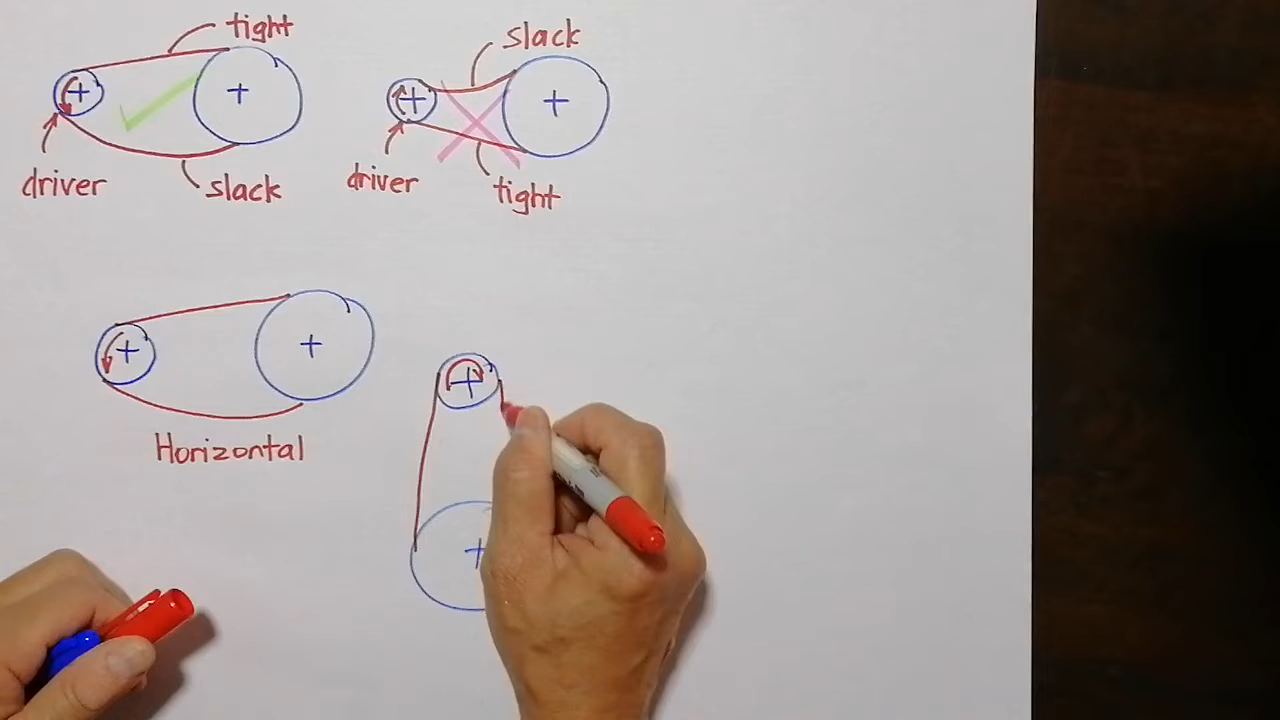 tight
slack
driver
slack
driver
tight
Horizontal